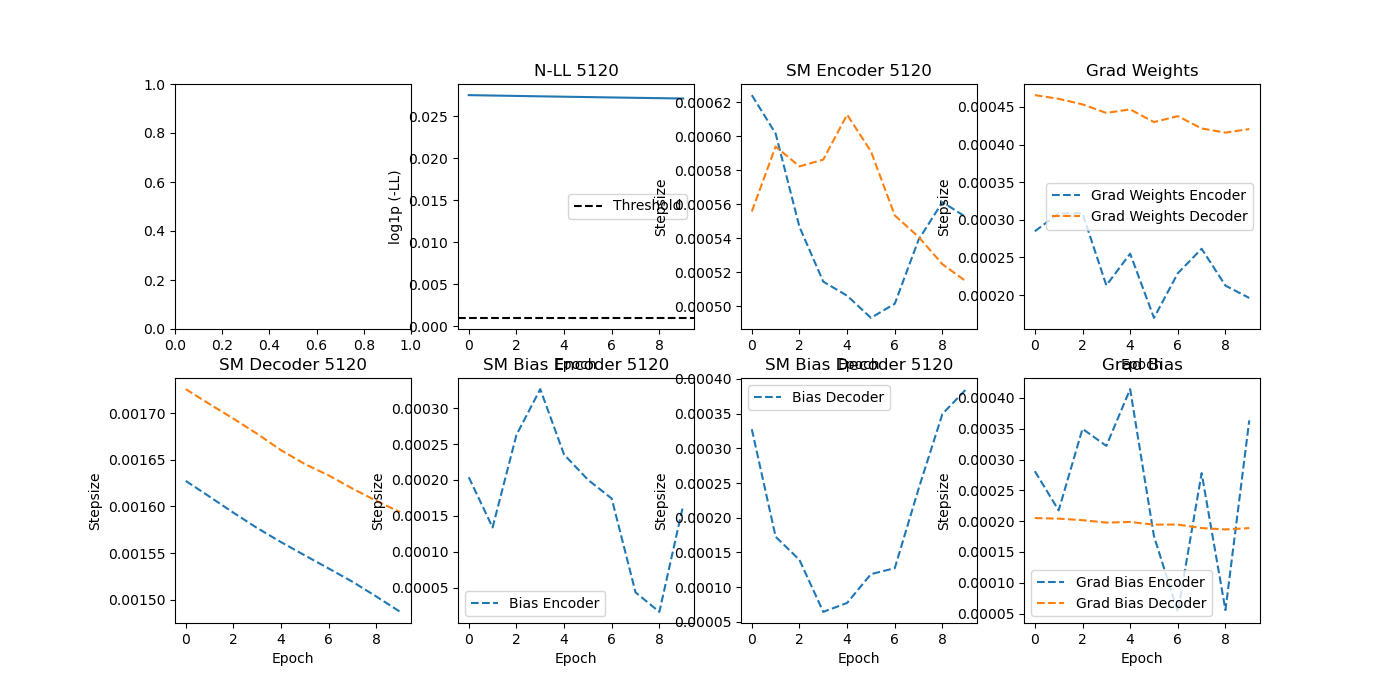 N-LL 5120
SM Encoder 5120
Grad Weights
1.0
0.8
0.6
0.4
0.2
0.0
0.0 0.2 0.4 0.6 0.8 1.0
log1p (-LL)
0.025
0.020
0.015
0.010
0.005
0.000
Threshold
0 2 4 6 8
Epoch
Stepsize
0.00062
0.00060
0.00058
0.00056
0.00054
0.00052
0.00050
0 2 4 6 8
Epoch
Stepsize
0.00045
0.00040
0.00035
0.00030
0.00025
0.00020
Grad Weights Encoder
Grad Weights Decoder
0 2 4 6 8
Epoch
SM Decoder 5120
SM Bias Encoder 5120
SM Bias Decoder 5120
Grad Bias
Stepsize
0.00170
0.00165
0.00160
0.00155
0.00150
0 2 4 6 8
Epoch
Stepsize
0.00030
0.00025
0.00020
0.00015
0.00010
0.00005
Bias Encoder
0 2 4 6 8
Epoch
Stepsize
0.00040
0.00035
0.00030
0.00025
0.00020
0.00015
0.00010
0.00005
Bias Decoder
0 2 4 6 8
Epoch
Stepsize
0.00040
0.00035
0.00030
0.00025
0.00020
0.00015
0.00010
0.00005
Grad Bias Encoder
Grad Bias Decoder
0 2 4 6 8
Epoch